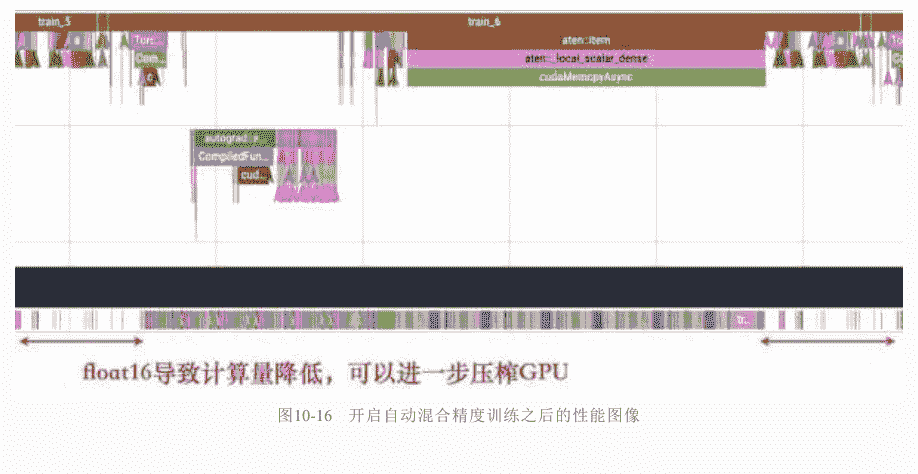 train_5
train_6
aten::item
aten::_local_scalar_dense
cudaMemcpyAsync
CompiledFun...
cud...
float16导致计算量降低，可以进一步压榨GPU
图10-16 开启自动混合精度训练之后的性能图像